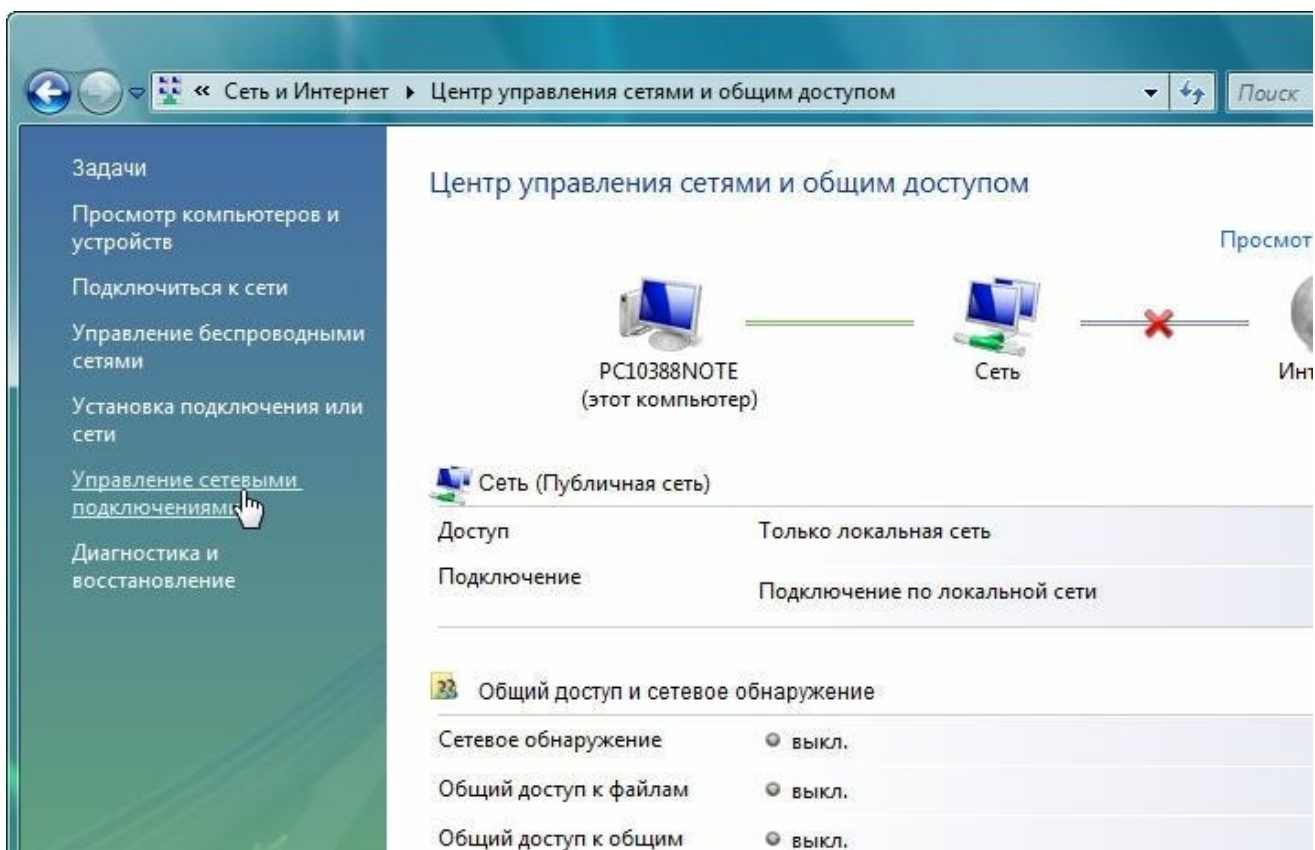 « Сеть и Интернет ▸ Центр управления сетями и общим доступом
Поиск
Задачи
Просмотр компьютеров и
устройств
Подключиться к сети
Управление беспроводными
сетями
Установка подключения или
сети
Управление сетевыми
подключениями
Диагностика и
восстановление
Центр управления сетями и общим доступом
Просмот
PC10388NOTE
(этот компьютер)
Сеть
Инт
Сеть (Публичная сеть)
Доступ Только локальная сеть
Подключение Подключение по локальной сети
Общий доступ и сетевое обнаружение
Сетевое обнаружение выкл.
Общий доступ к файлам выкл.
Общий доступ к общим выкл.